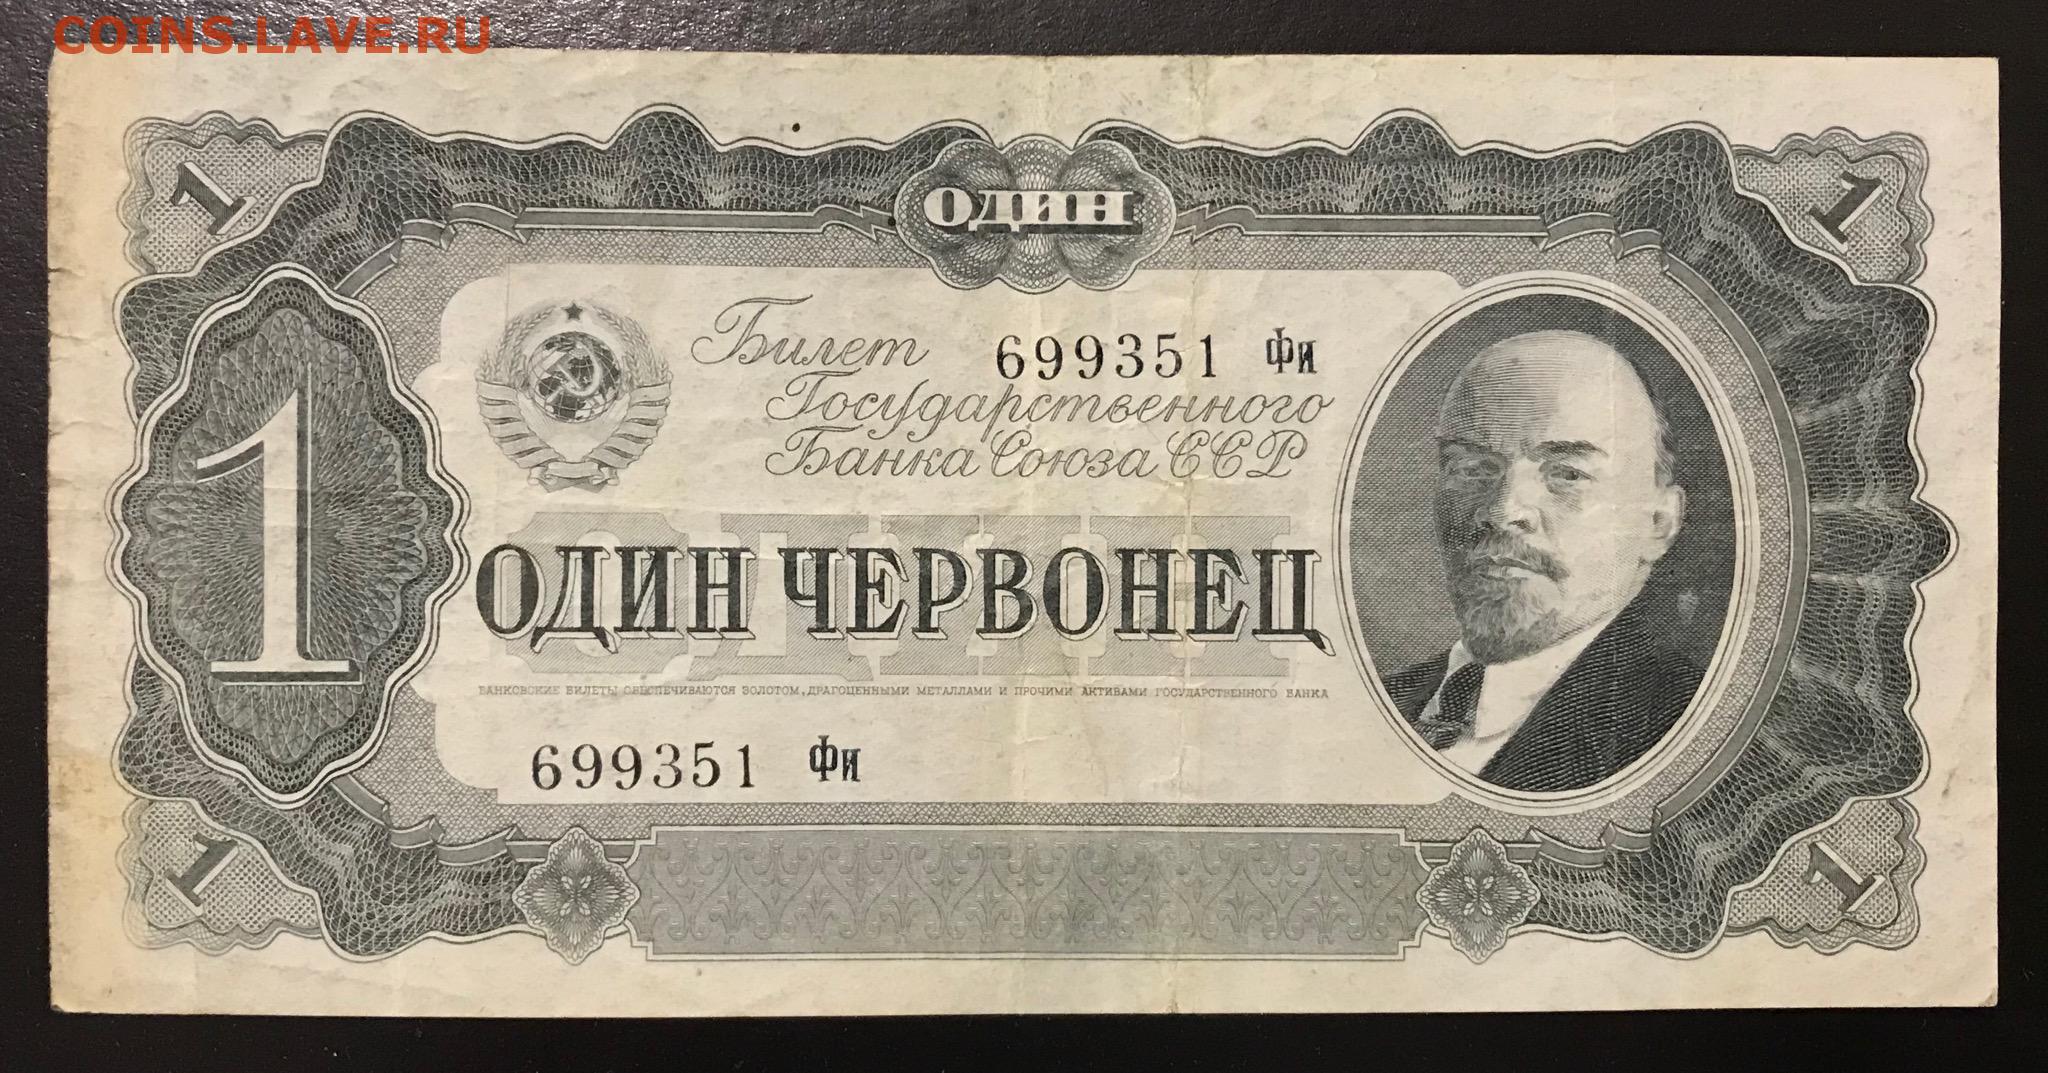 COINS.LAVE.RU
1
ОДИН
1
Билет
699351 Фи
Государственного
Банка Союза ССР
1
ОДИН
ОДИН ЧЕРВОНЕЦ
БАНКОВСКИЕ БИЛЕТЫ ОБЕСПЕЧИВАЮТСЯ ЗОЛОТОМ, ДРАГОЦЕННЫМИ МЕТАЛЛАМИ И ПРОЧИМИ АКТИВАМИ ГОСУДАРСТВЕННОГО БАНКА
699351 Фи
1
1